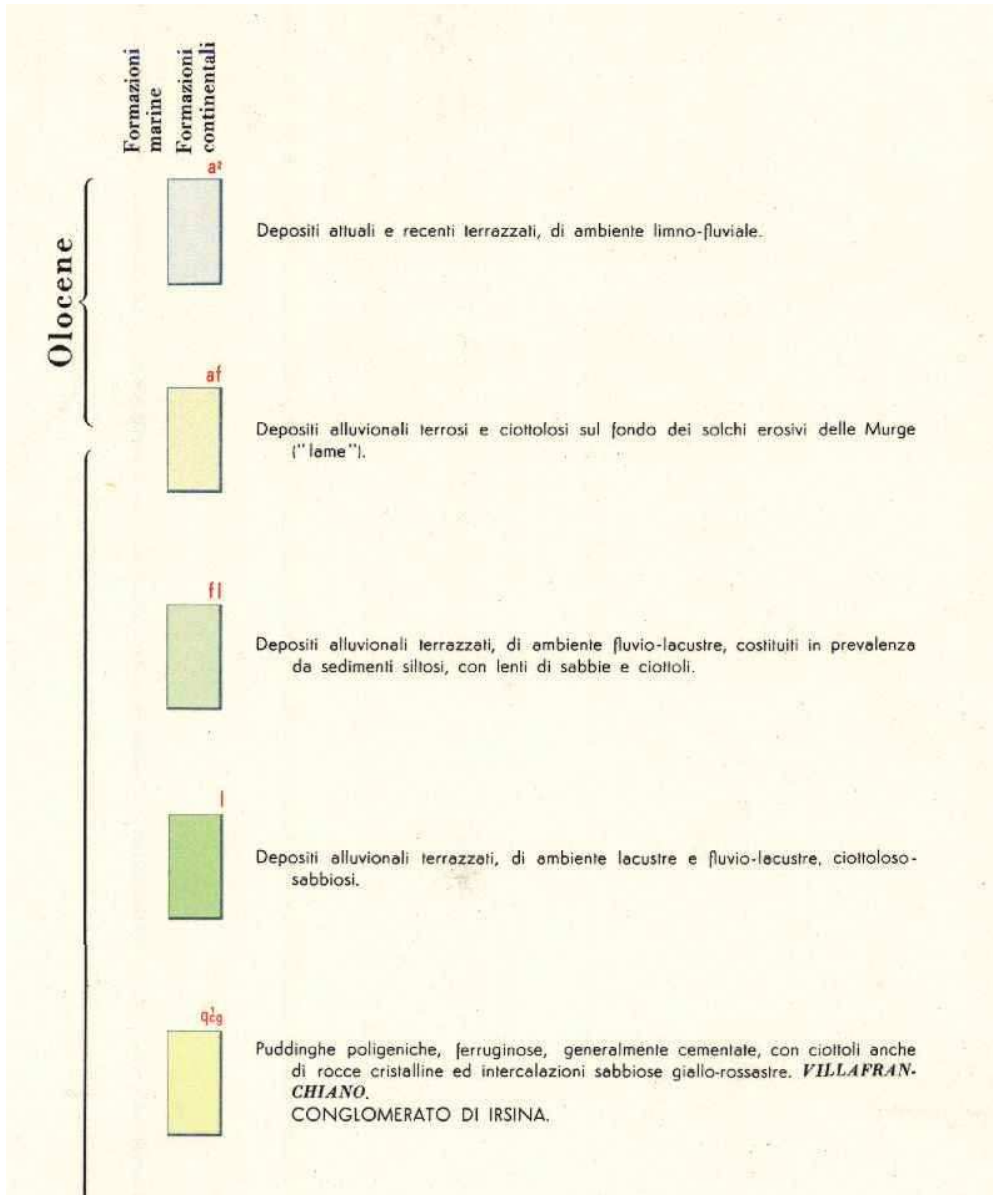 Formazioni
marine
Formazioni
continentali
Olocene
a²
Depositi attuali e recenti terrazzati, di ambiente limno-fluviale.
af
Depositi alluvionali terrosi e ciottolosi sul fondo dei solchi erosivi delle Murge
("lame").
fl
Depositi alluvionali terrazzati, di ambiente fluvio-lacustre, costituiti in prevalenza
da sedimenti siltosi, con lenti di sabbie e ciottoli.
l
Depositi alluvionali terrazzati, di ambiente lacustre e fluvio-lacustre, ciottoloso-
sabbiosi.
q¹cg
Puddinghe poligeniche, ferruginose, generalmente cementate, con ciottoli anche
di rocce cristalline ed intercalazioni sabbiose giallo-rossastre. VILLAFRAN-
CHIANO.
CONGLOMERATO DI IRSINA.